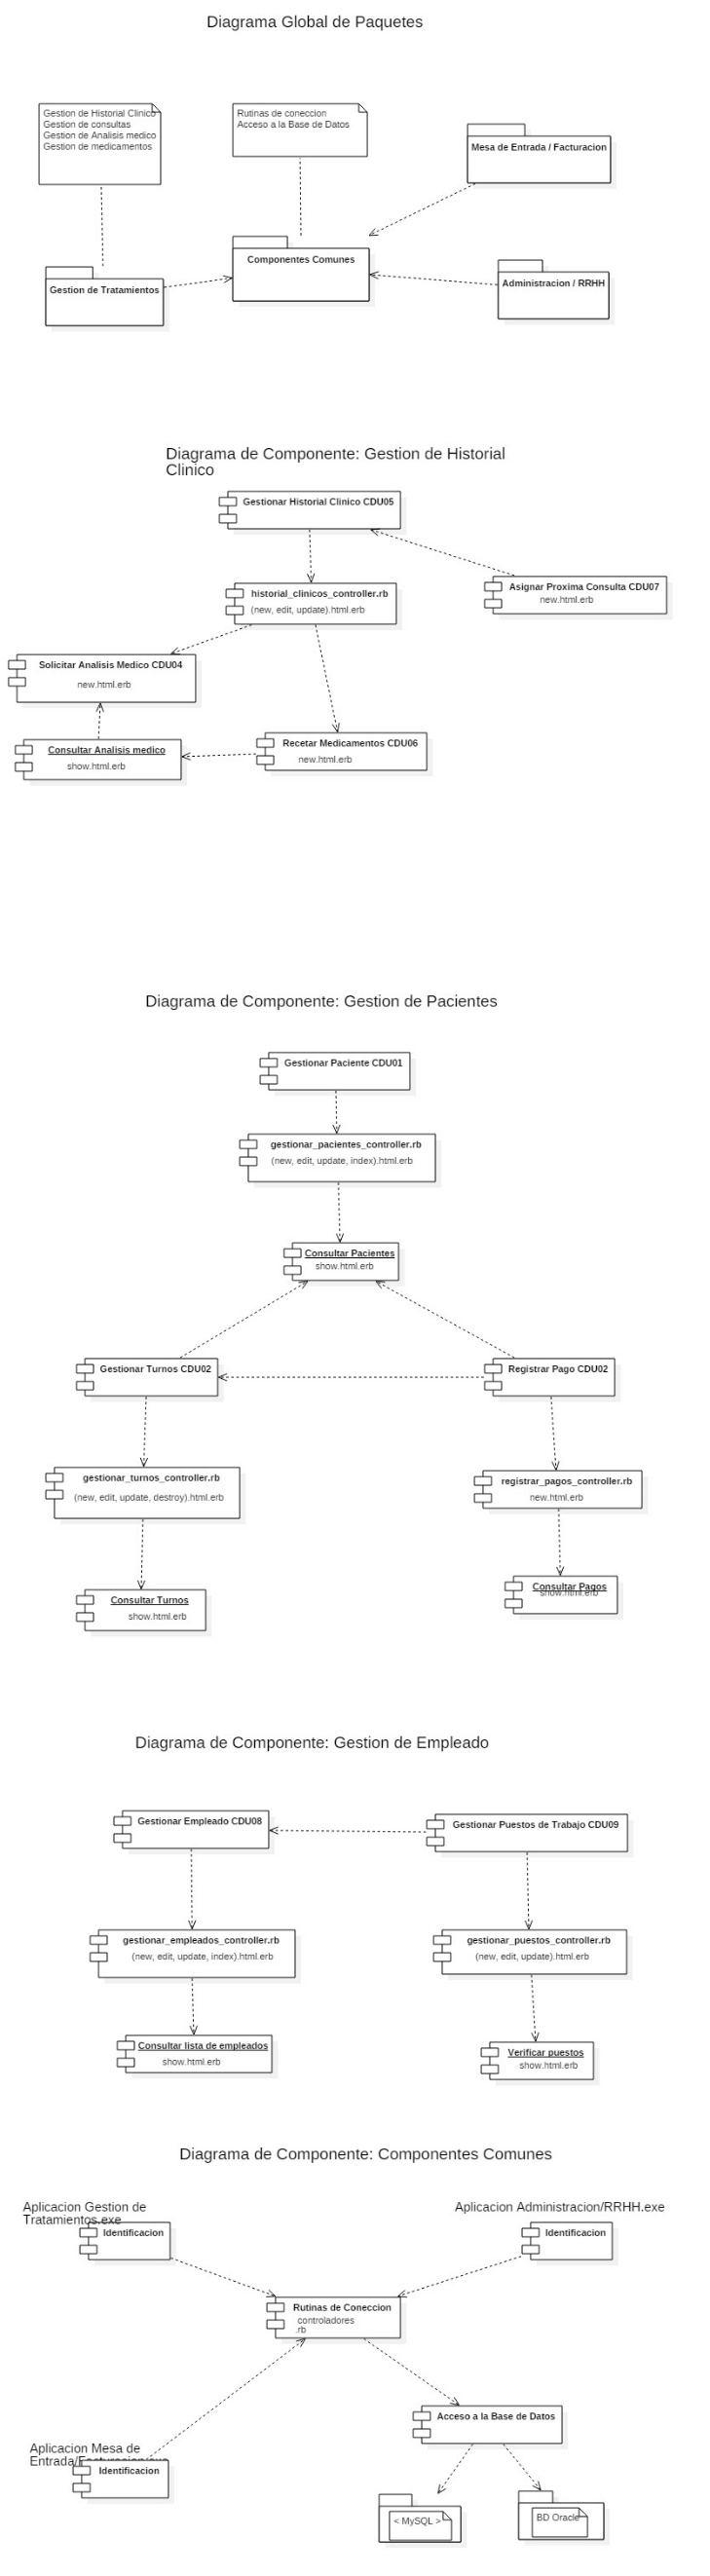 Diagrama Global de Paquetes
Gestion de Historial Clinico
Gestion de consultas
Gestion de Analisis medico
Gestion de medicamentos
Rutinas de coneccion
Acceso a la Base de Datos
Mesa de Entrada / Facturacion
Componentes Comunes
Gestion de Tratamientos
Administracion / RRHH
Diagrama de Componente: Gestion de Historial
Clinico
Gestionar Historial Clinico CDU05
historial_clinicos_controller.rb
(new, edit, update).html.erb
Asignar Proxima Consulta CDU07
new.html.erb
Solicitar Analisis Medico CDU04
new.html.erb
Consultar Analisis medico
show.html.erb
Recetar Medicamentos CDU06
new.html.erb
Diagrama de Componente: Gestion de Pacientes
Gestionar Paciente CDU01
gestionar_pacientes_controller.rb
(new, edit, update, index).html.erb
Consultar Pacientes
show.html.erb
Gestionar Turnos CDU02
Registrar Pago CDU02
gestionar_turnos_controller.rb
(new, edit, update, destroy).html.erb
registrar_pagos_controller.rb
new.html.erb
Consultar Turnos
show.html.erb
Consultar Pagos
show.html.erb
Diagrama de Componente: Gestion de Empleado
Gestionar Empleado CDU08
Gestionar Puestos de Trabajo CDU09
gestionar_empleados_controller.rb
(new, edit, update, index).html.erb
gestionar_puestos_controller.rb
(new, edit, update).html.erb
Consultar lista de empleados
show.html.erb
Verificar puestos
show.html.erb
Diagrama de Componente: Componentes Comunes
Aplicacion Gestion de
Tratamientos.exe
Identificacion
Aplicacion Administracion/RRHH.exe
Identificacion
Rutinas de Coneccion
controladores
.rb
Acceso a la Base de Datos
Aplicacion Mesa de
Entrada/Facturacion.exe
Identificacion
< MySQL >
BD Oracle